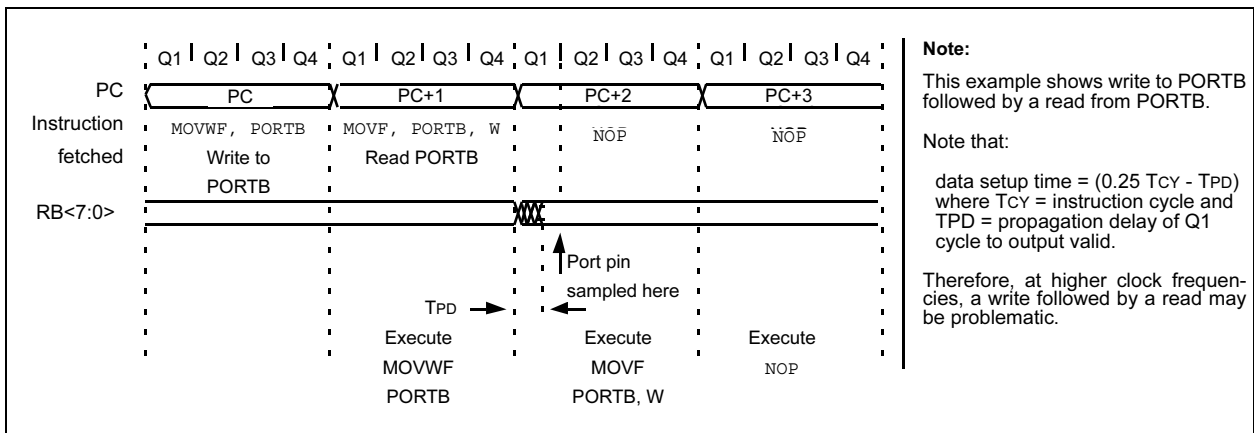 Q1 Q2 Q3 Q4 Q1 Q2 Q3 Q4 Q1 Q2 Q3 Q4 Q1 Q2 Q3 Q4
PC PC PC+1 PC+2 PC+3
Instruction
fetched
MOVWF, PORTB
Write to
PORTB
MOVF, PORTB, W
Read PORTB
NOP
NOP
RB<7:0>
Port pin
sampled here
TPD
Execute
MOVWF
PORTB
Execute
MOVF
PORTB, W
Execute
NOP
Note:
This example shows write to PORTB
followed by a read from PORTB.
Note that:
data setup time = (0.25 TCY - TPD)
where TCY = instruction cycle and
TPD = propagation delay of Q1
cycle to output valid.
Therefore, at higher clock frequen-
cies, a write followed by a read may
be problematic.